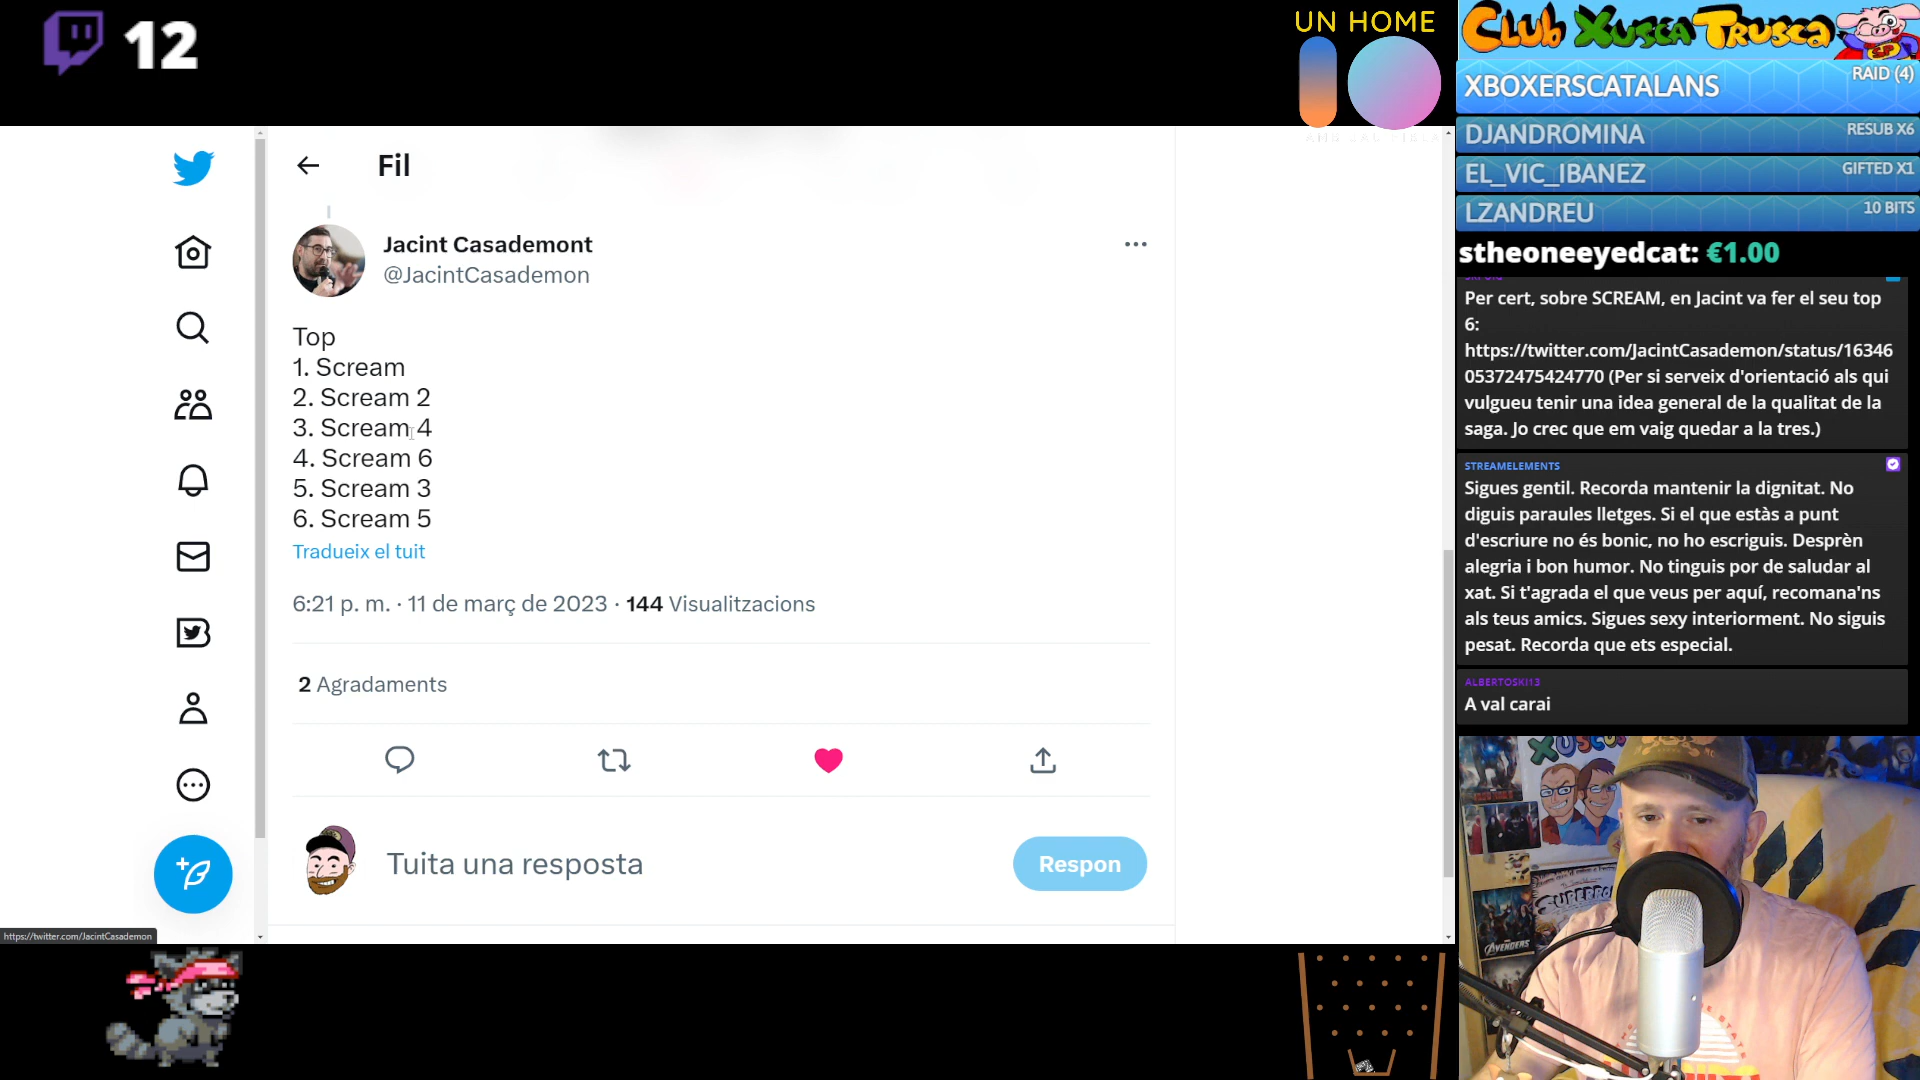 12
UN HOME
Club Xusca Trusca
SP
XBOXERSCATALANS
RAID (4)
DJANDROMINA
RESUB X6
EL_VIC_IBANEZ
GIFTED X1
LZANDREU
10 BITS
stheoneeyedcat: €1.00
Fil
Jacint Casademont
@JacintCasademon
Top
1. Scream
2. Scream 2
3. Scream 4
4. Scream 6
5. Scream 3
6. Scream 5
Tradueix el tuit
6:21 p. m. · 11 de març de 2023 · 144 Visualitzacions
2 Agradaments
Tuita una resposta
Respon
https://twitter.com/JacintCasademon
Per cert, sobre SCREAM, en Jacint va fer el seu top
6:
https://twitter.com/JacintCasademon/status/16346
05372475424770 (Per si serveix d'orientació als qui
vulgueu tenir una idea general de la qualitat de la
saga. Jo crec que em vaig quedar a la tres.)
STREAMELEMENTS
Sigues gentil. Recorda mantenir la dignitat. No
diguis paraules lletges. Si el que estàs a punt
d'escriure no és bonic, no ho escriguis. Desprèn
alegria i bon humor. No tinguis por de saludar al
xat. Si t'agrada el que veus per aquí, recomana'ns
als teus amics. Sigues sexy interiorment. No siguis
pesat. Recorda que ets especial.
ALBERTOSKI13
A val carai
AVENGERS